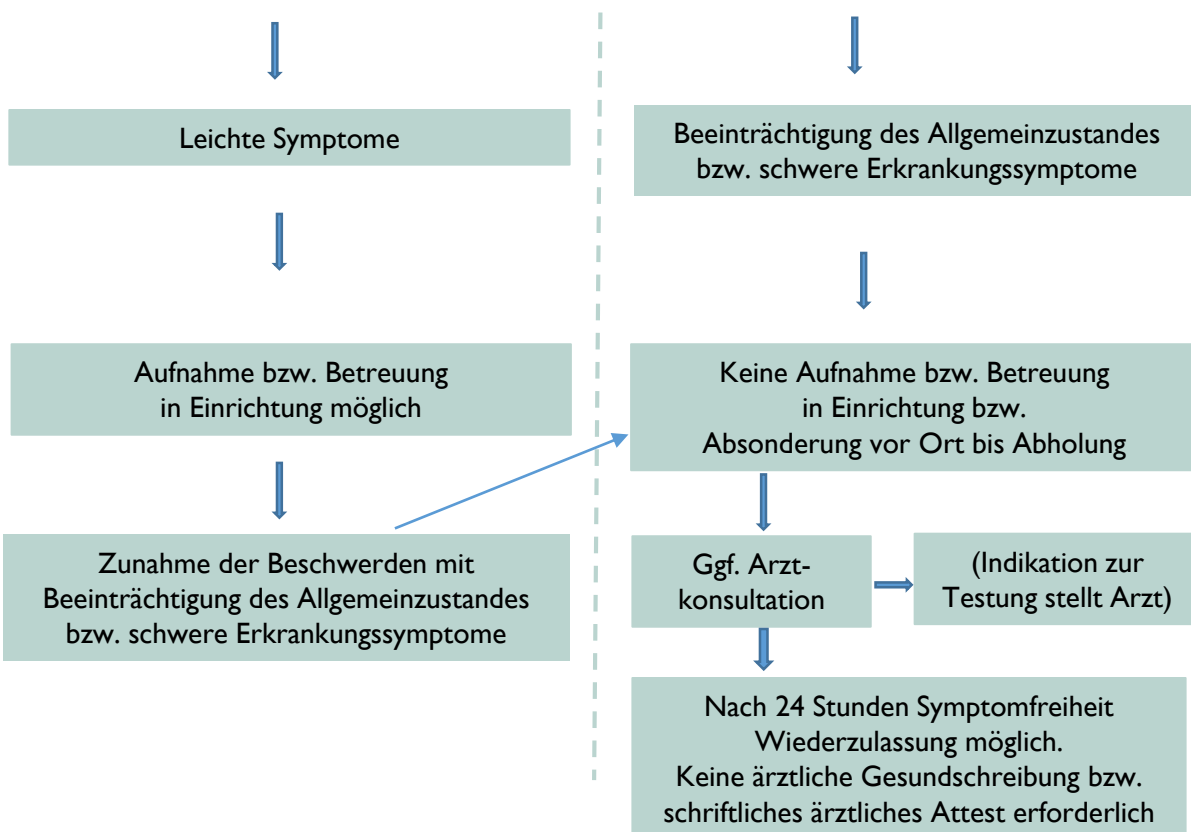 Leichte Symptome
Aufnahme bzw. Betreuung
in Einrichtung möglich
Zunahme der Beschwerden mit
Beeinträchtigung des Allgemeinzustandes
bzw. schwere Erkrankungssymptome
Beeinträchtigung des Allgemeinzustandes
bzw. schwere Erkrankungssymptome
Keine Aufnahme bzw. Betreuung
in Einrichtung bzw.
Absonderung vor Ort bis Abholung
Ggf. Arzt-
konsultation
(Indikation zur
Testung stellt Arzt)
Nach 24 Stunden Symptomfreiheit
Wiederzulassung möglich.
Keine ärztliche Gesundschreibung bzw.
schriftliches ärztliches Attest erforderlich